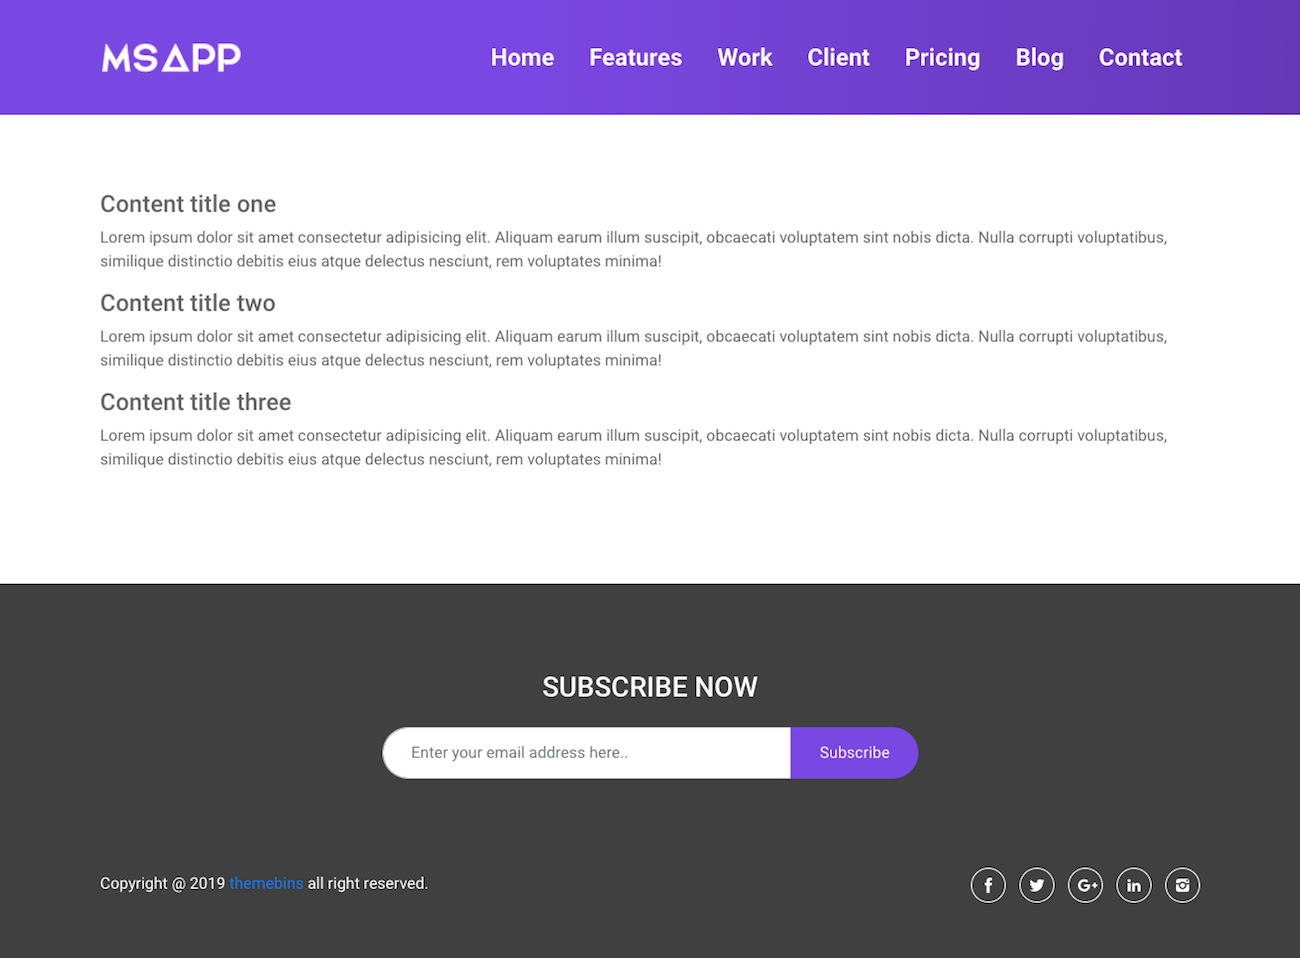 MSAPP
Home Features Work Client Pricing Blog Contact
Content title one
Lorem ipsum dolor sit amet consectetur adipisicing elit. Aliquam earum illum suscipit, obcaecati voluptatem sint nobis dicta. Nulla corrupti voluptatibus,
similique distinctio debitis eius atque delectus nesciunt, rem voluptates minima!
Content title two
Lorem ipsum dolor sit amet consectetur adipisicing elit. Aliquam earum illum suscipit, obcaecati voluptatem sint nobis dicta. Nulla corrupti voluptatibus,
similique distinctio debitis eius atque delectus nesciunt, rem voluptates minima!
Content title three
Lorem ipsum dolor sit amet consectetur adipisicing elit. Aliquam earum illum suscipit, obcaecati voluptatem sint nobis dicta. Nulla corrupti voluptatibus,
similique distinctio debitis eius atque delectus nesciunt, rem voluptates minima!
SUBSCRIBE NOW
Enter your email address here.. Subscribe
Copyright @ 2019 themebins all right reserved.